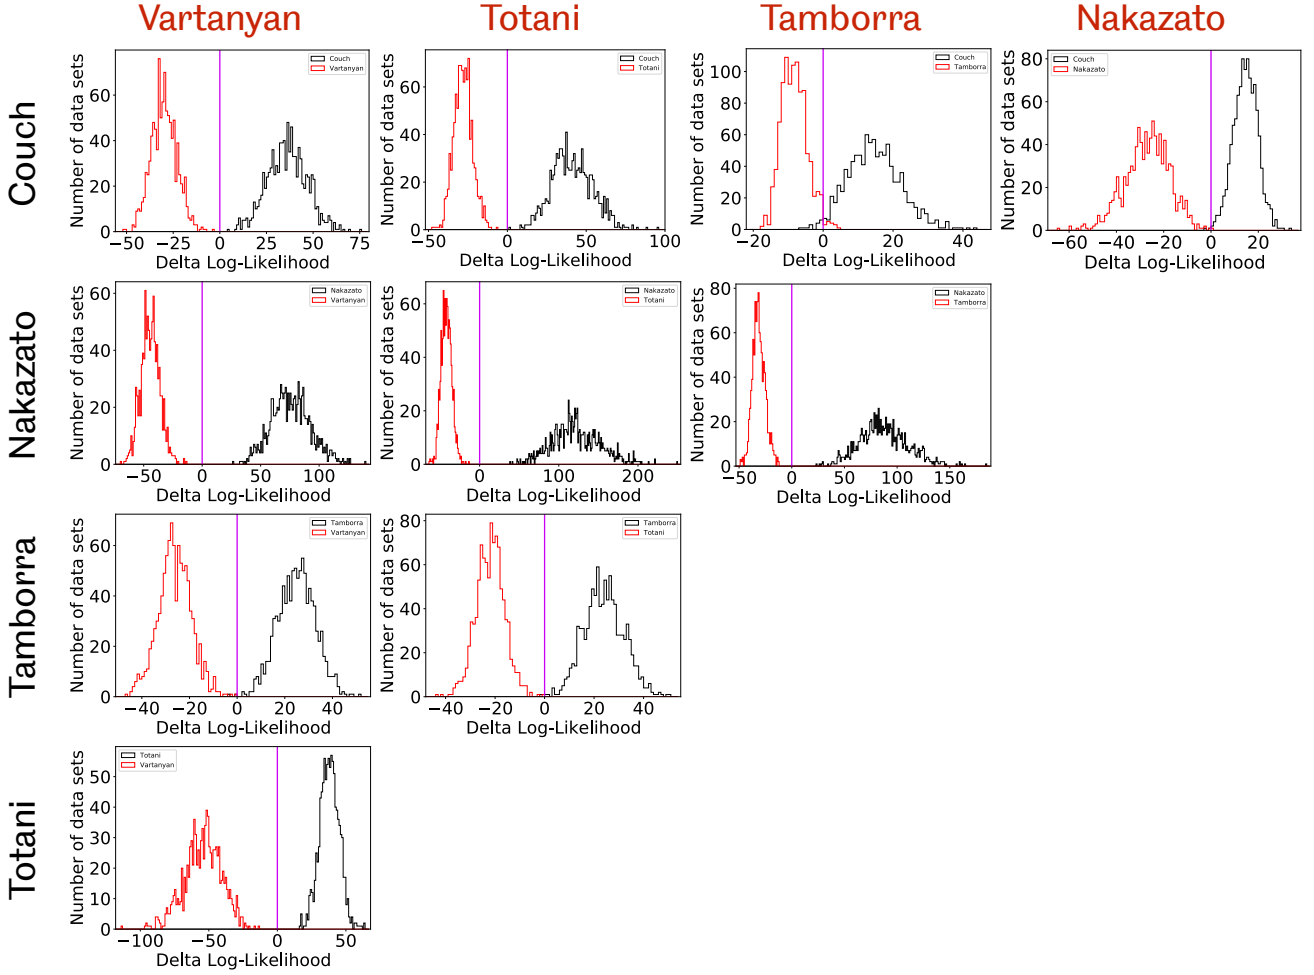 Vartanyan Totani Tamborra Nakazato
Couch
Number of data sets
60
40
20
0
−50 −25 0 25 50 75
Delta Log-Likelihood
Couch
Vartanyan
Number of data sets
60
40
20
0
−50 0 50 100
Delta Log-Likelihood
Couch
Totani
Number of data sets
100
80
60
40
20
0
−20 0 20 40
Delta Log-Likelihood
Couch
Tamborra
Number of data sets
80
60
40
20
0
−60 −40 −20 0 20
Delta Log-Likelihood
Couch
Nakazato
Nakazato
Number of data sets
60
40
20
0
−50 0 50 100
Delta Log-Likelihood
Nakazato
Vartanyan
Number of data sets
60
40
20
0
0 100 200
Delta Log-Likelihood
Nakazato
Totani
Number of data sets
80
60
40
20
0
−50 0 50 100 150
Delta Log-Likelihood
Nakazato
Tamborra
Tamborra
Number of data sets
60
40
20
0
−40 −20 0 20 40
Delta Log-Likelihood
Tamborra
Vartanyan
Number of data sets
80
60
40
20
0
−40 −20 0 20 40
Delta Log-Likelihood
Tamborra
Totani
Totani
Number of data sets
50
40
30
20
10
0
−100 −50 0 50
Delta Log-Likelihood
Totani
Vartanyan